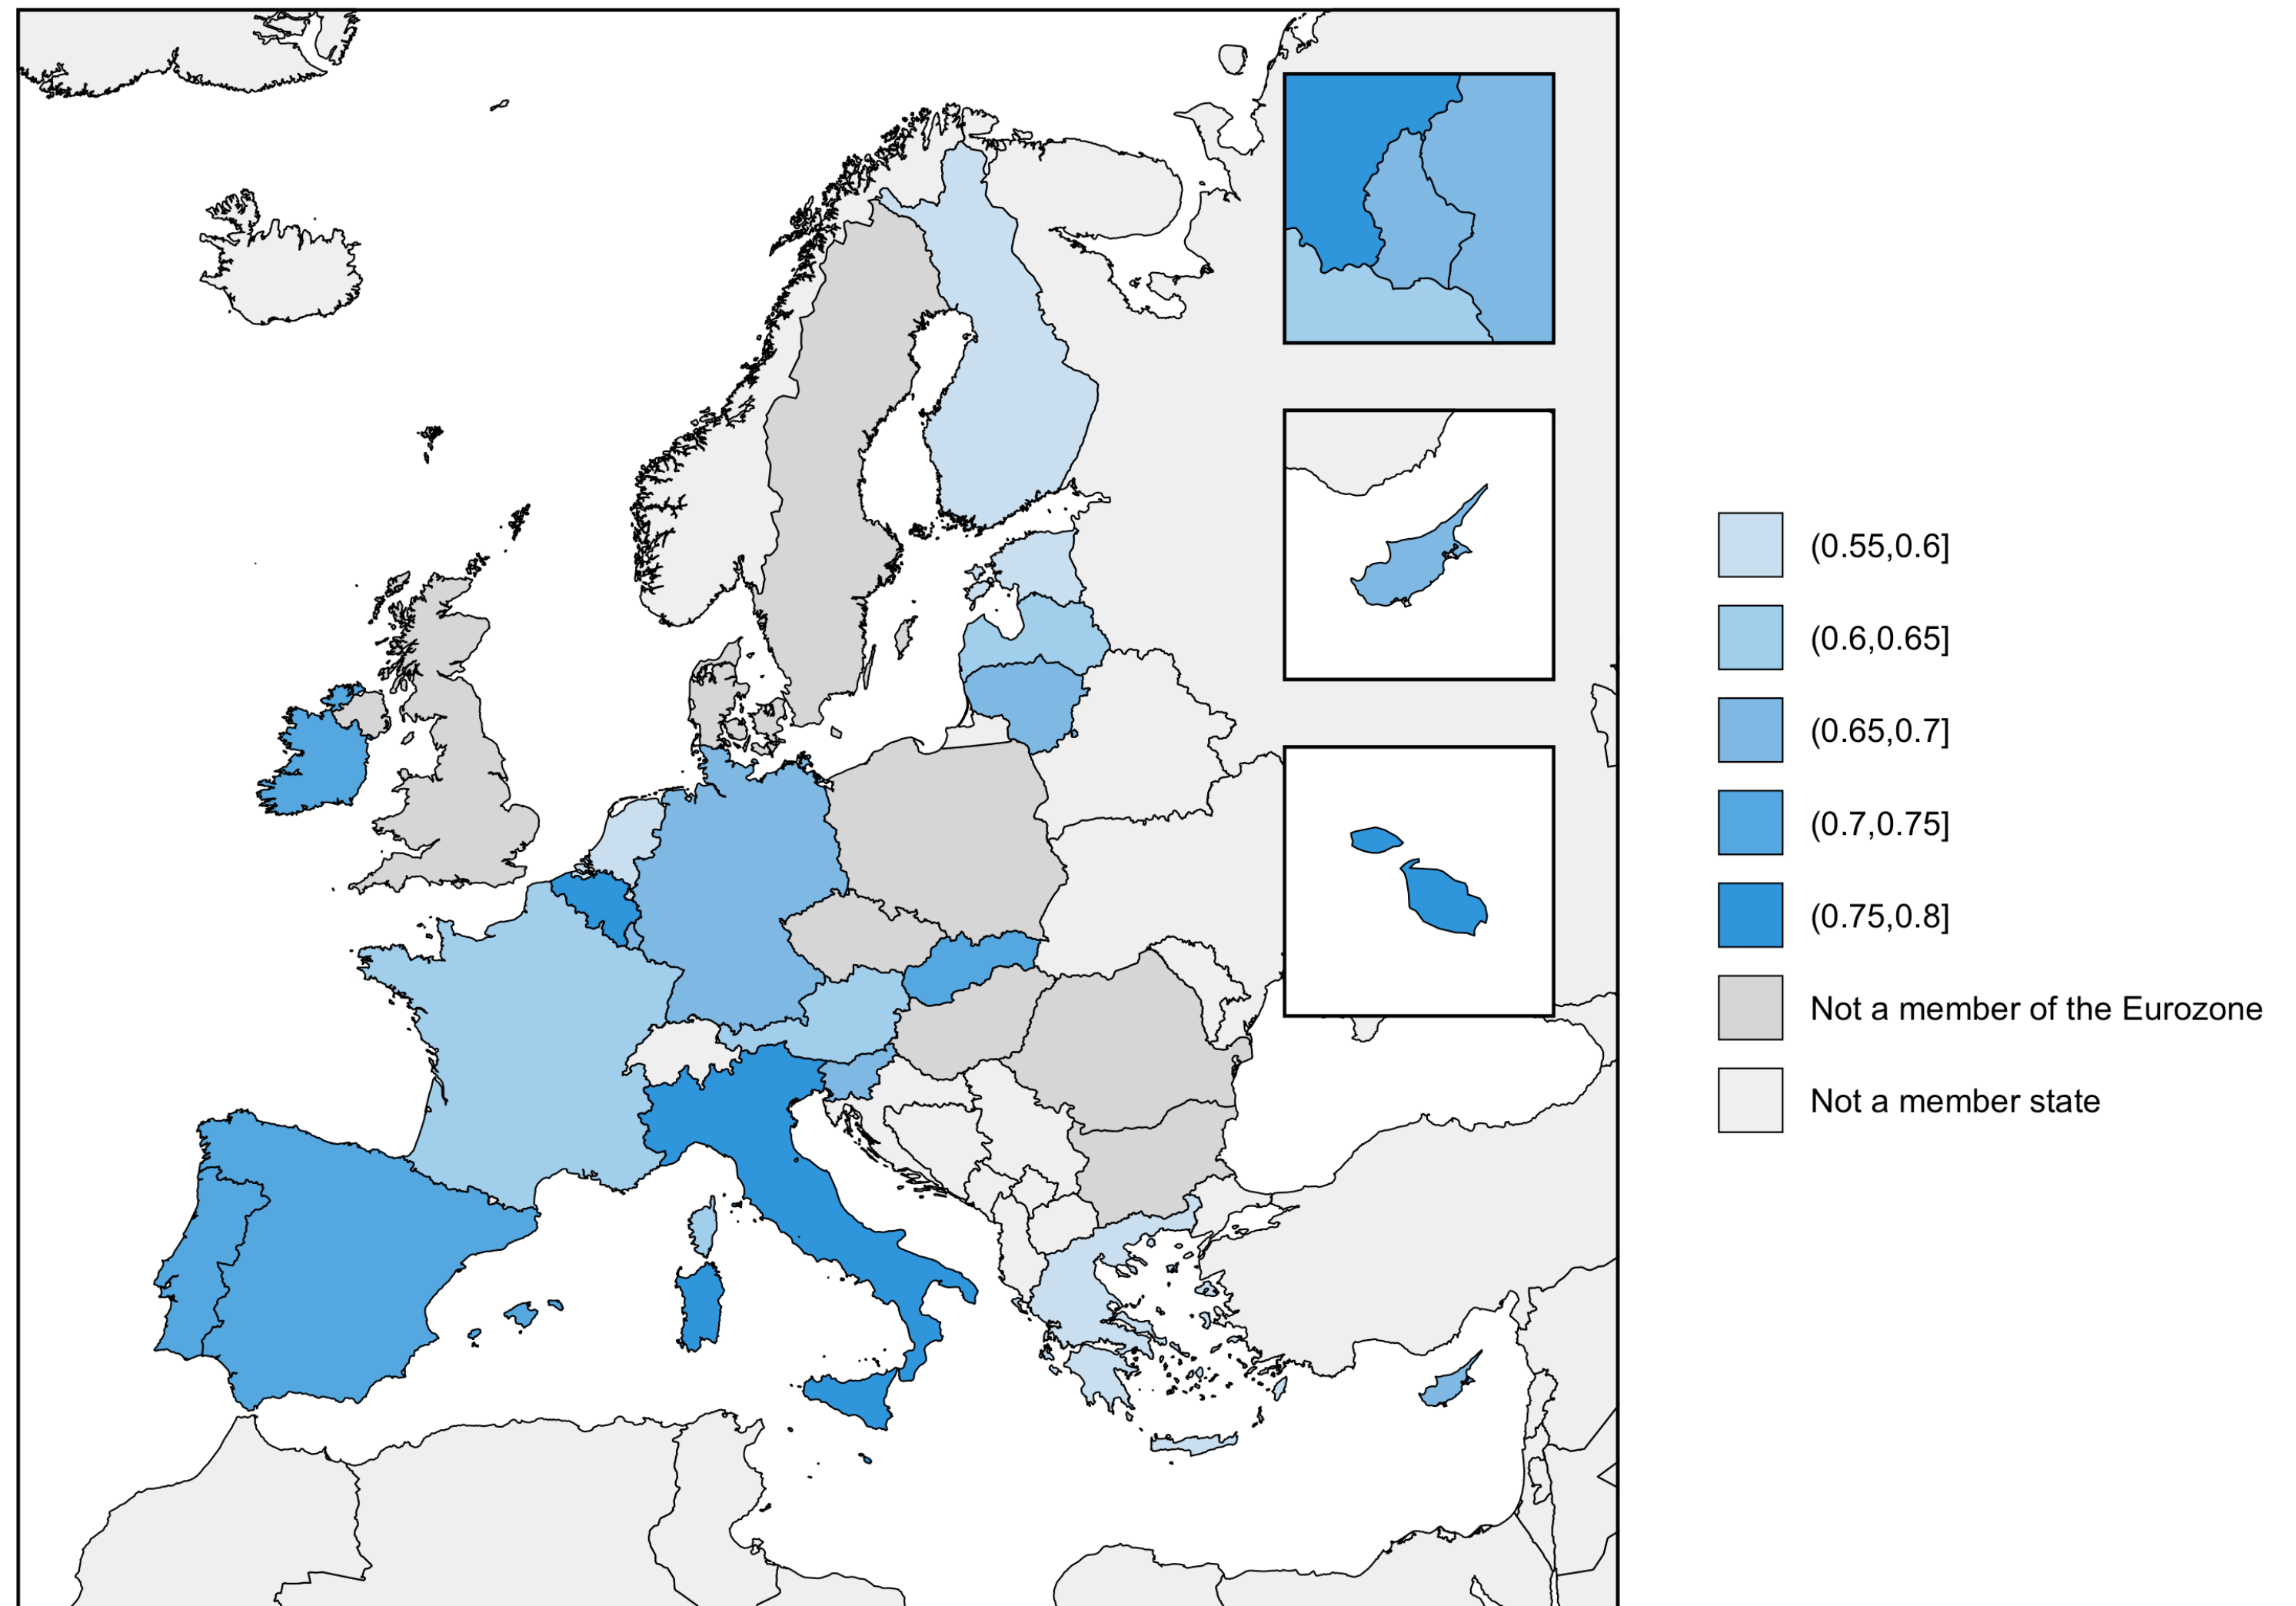 (0.55,0.6]
(0.6,0.65]
(0.65,0.7]
(0.7,0.75]
(0.75,0.8]
Not a member of the Eurozone
Not a member state